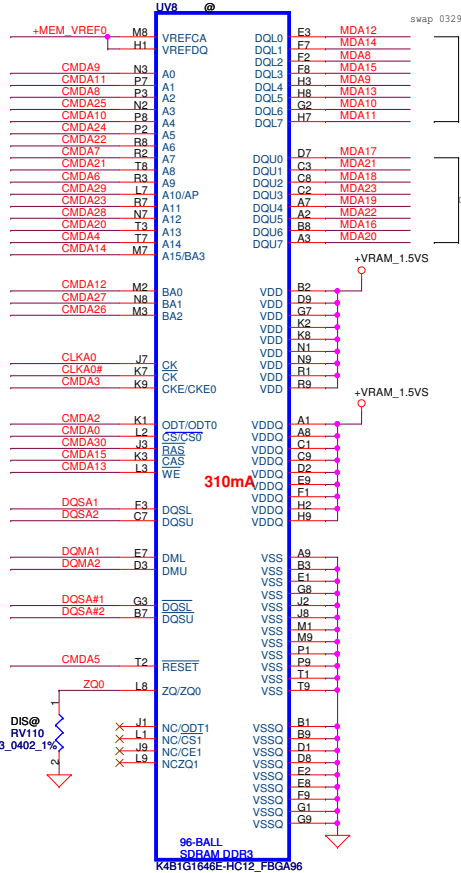 UV8 @
swap 0329
+MEM_VREF0 M8 VREFCA DQL0 E3 MDA12
H1 VREFDQ DQL1 F7 MDA14
DQL2 F2 MDA8
CMDA9 N3 A0 DQL3 F8 MDA15
CMDA11 P7 A1 DQL4 H3 MDA9
CMDA8 P3 A2 DQL5 H8 MDA13
CMDA25 N2 A3 DQL6 G2 MDA10
CMDA10 P8 A4 DQL7 H7 MDA11
CMDA24 P2 A5
CMDA22 R8 A6
CMDA7 R2 A7 DQU0 D7 MDA17
CMDA21 T8 A8 DQU1 C3 MDA21
CMDA6 R3 A9 DQU2 C8 MDA18
CMDA29 L7 A10/AP DQU3 C2 MDA23
CMDA23 R7 A11 DQU4 A7 MDA19
CMDA28 N7 A12 DQU5 A2 MDA22
CMDA20 T3 A13 DQU6 B8 MDA16
CMDA4 T7 A14 DQU7 A3 MDA20
CMDA14 M7 A15/BA3
+VRAM_1.5VS
CMDA12 M2 BA0 VDD B2
CMDA27 N8 BA1 VDD D9
CMDA26 M3 BA2 VDD G7
VDD K2
VDD K8
VDD N1
CLKA0 J7 CK VDD N9
CLKA0# K7 CK VDD R1
CMDA3 K9 CKE/CKE0 VDD R9
+VRAM_1.5VS
CMDA2 K1 ODT/ODT0 VDDQ A1
CMDA0 L2 CS/CS0 VDDQ A8
CMDA30 J3 RAS VDDQ C1
CMDA15 K3 CAS VDDQ C9
CMDA13 L3 WE VDDQ D2
310mA VDDQ E9
VDDQ F1
DQSA1 F3 DQSL VDDQ H2
DQSA2 C7 DQSU VDDQ H9
DQMA1 E7 DML VSS A9
DQMA2 D3 DMU VSS B3
VSS E1
VSS G8
DQSA#1 G3 DQSL VSS J2
DQSA#2 B7 DQSU VSS J8
VSS M1
VSS M9
VSS P1
CMDA5 T2 RESET VSS P9
VSS T1
ZQ0 L8 ZQ/ZQ0 VSS T9
1
DIS@
RV110
3_0402_1%
2
J1 NC/ODT1 VSSQ B1
L1 NC/CS1 VSSQ B9
J9 NC/CE1 VSSQ D1
L9 NCZQ1 VSSQ D8
VSSQ E2
VSSQ E8
VSSQ F9
VSSQ G1
VSSQ G9
96-BALL
SDRAM DDR3
K4B1G1646E-HC12_FBGA96